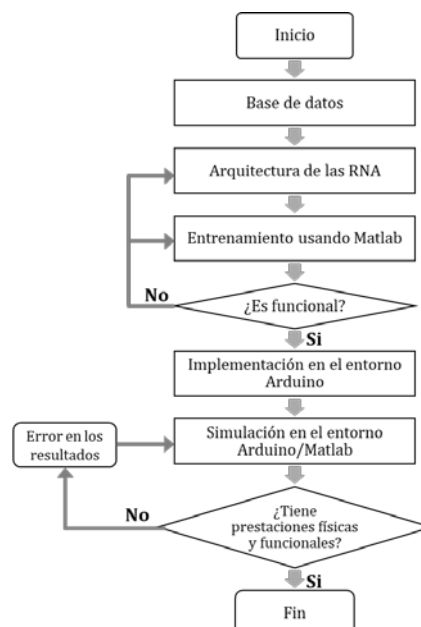 Inicio
Base de datos
Arquitectura de las RNA
Entrenamiento usando Matlab
No
¿Es funcional?
Si
Implementación en el entorno
Arduino
Error en los
resultados
Simulación en el entorno
Arduino/Matlab
No
¿Tiene
prestaciones físicas
y funcionales?
Si
Fin